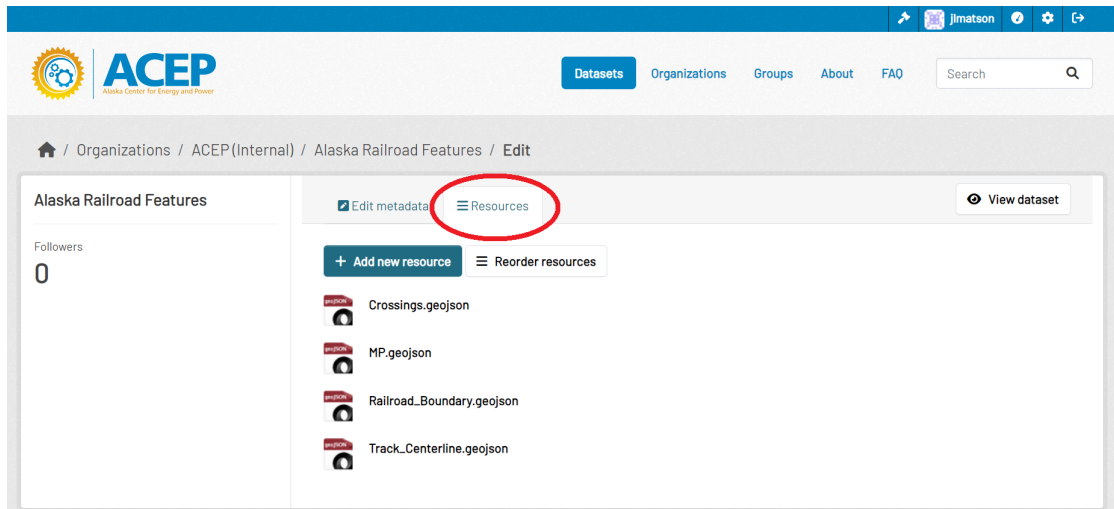 jlmatson
ACEP
Alaska Center for Energy and Power
Datasets Organizations Groups About FAQ Search
/ Organizations / ACEP (Internal) / Alaska Railroad Features / Edit
Alaska Railroad Features
Followers
0
Edit metadata Resources View dataset
+ Add new resource Reorder resources
geoJSON Crossings.geojson
geoJSON MP.geojson
geoJSON Railroad_Boundary.geojson
geoJSON Track_Centerline.geojson